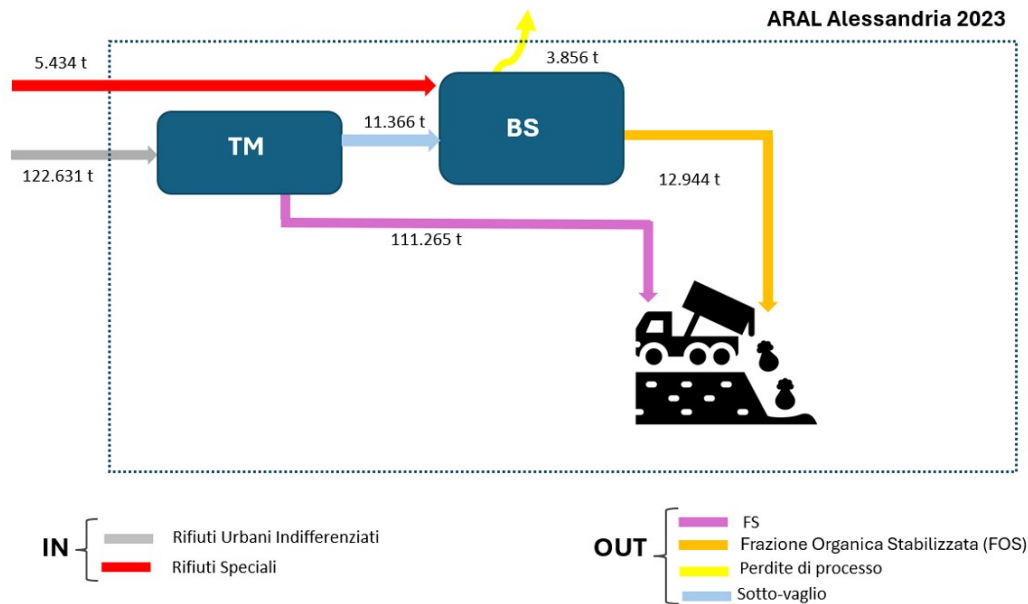 ARAL Alessandria 2023
5.434 t
3.856 t
TM
11.366 t
BS
122.631 t
12.944 t
111.265 t
IN
Rifiuti Urbani Indifferenziati
Rifiuti Speciali
OUT
FS
Frazione Organica Stabilizzata (FOS)
Perdite di processo
Sotto-vaglio